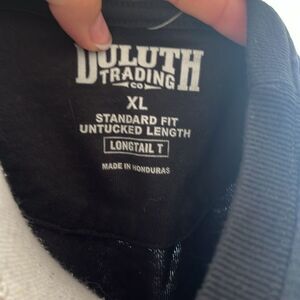 DULUTH
TRADING
CO
XL
STANDARD FIT
UNTUCKED LENGTH
LONGTAIL T
MADE IN HONDURAS